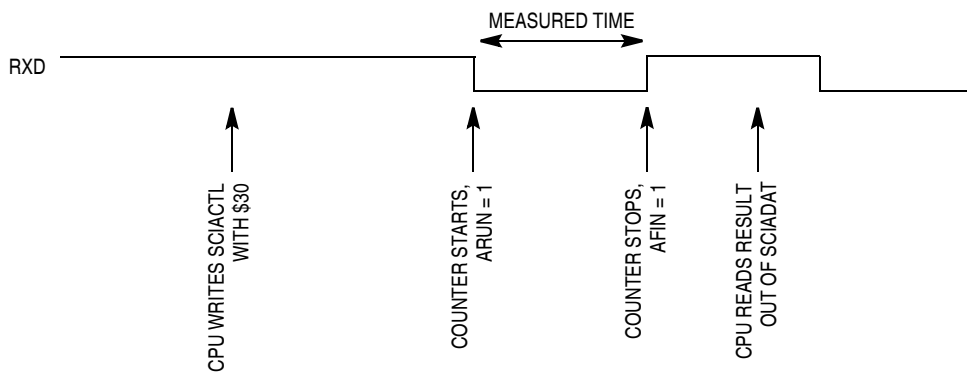 MEASURED TIME
RXD
CPU WRITES SCIACTL
WITH $30
COUNTER STARTS,
ARUN = 1
COUNTER STOPS,
AFIN = 1
CPU READS RESULT
OUT OF SCIADAT